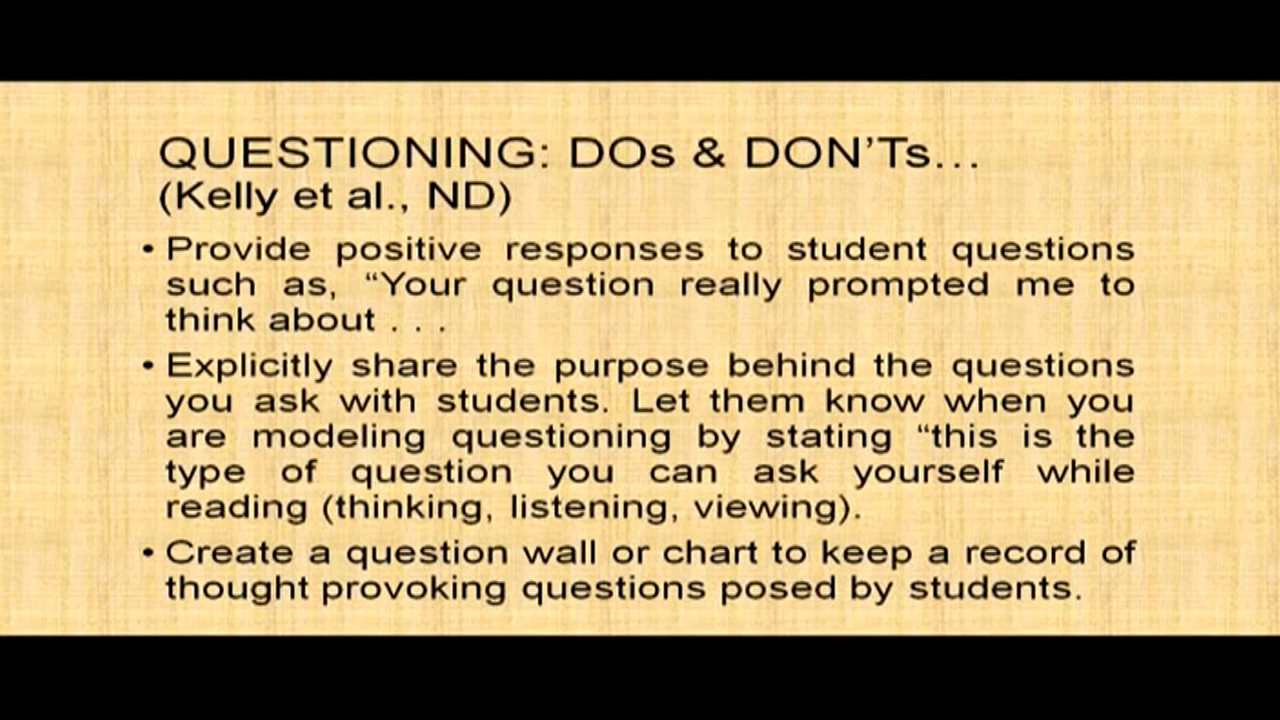 QUESTIONING: DOs & DON'Ts...
(Kelly et al., ND)
• Provide positive responses to student questions
such as, “Your question really prompted me to
think about . . .
• Explicitly share the purpose behind the questions
you ask with students. Let them know when you
are modeling questioning by stating “this is the
type of question you can ask yourself while
reading (thinking, listening, viewing).
• Create a question wall or chart to keep a record of
thought provoking questions posed by students.